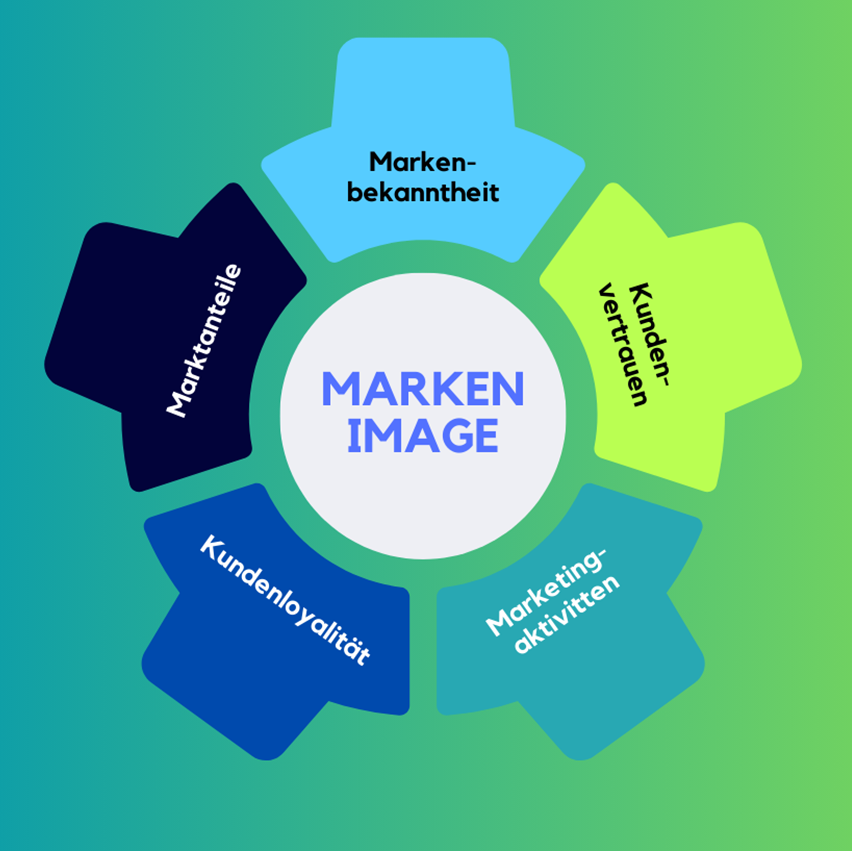 Marken-
bekanntheit
Kunden-
vertrauen
Marketing-
aktivitten
Kundenloyalität
Marktanteile
MARKEN
IMAGE